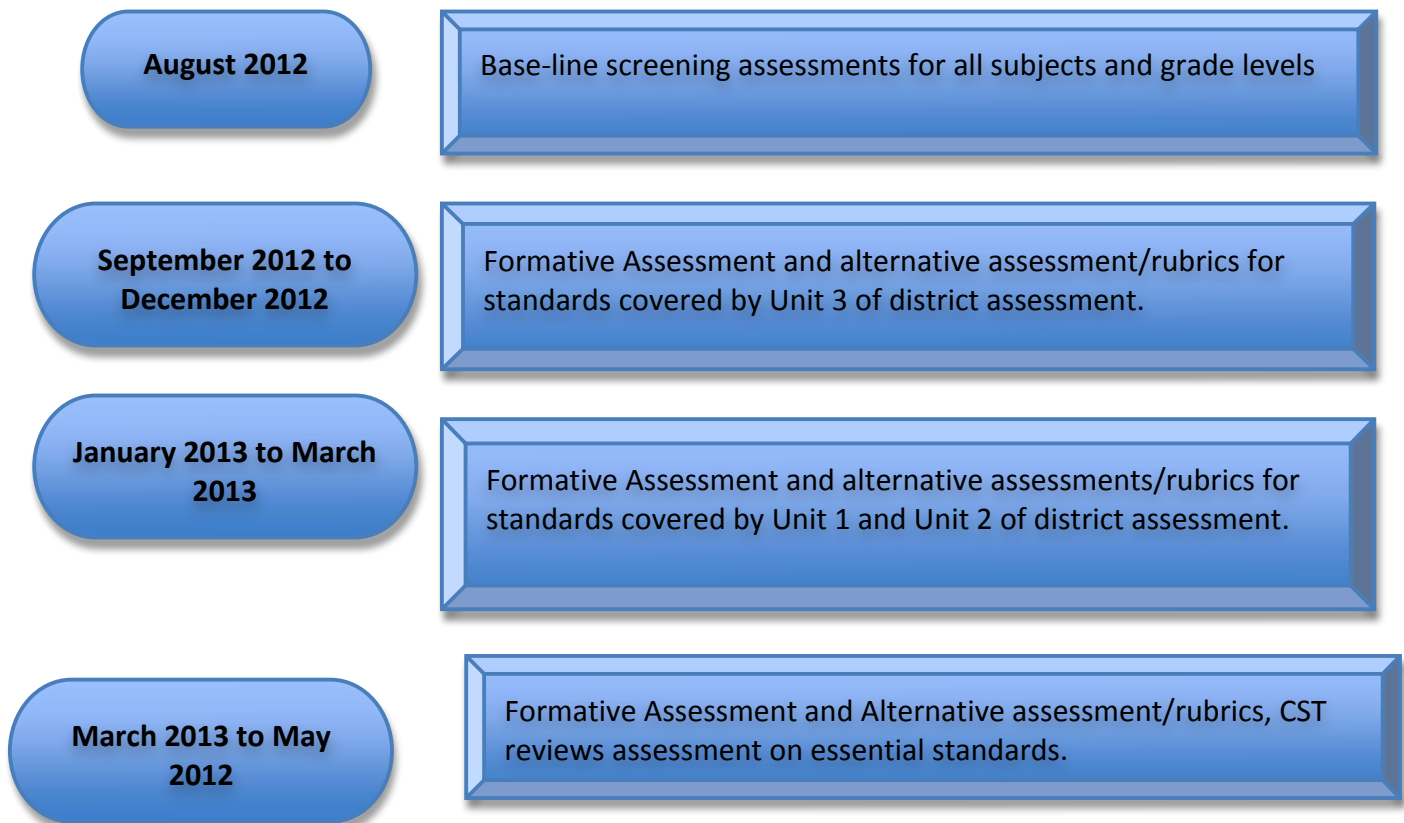 August 2012
Base-line screening assessments for all subjects and grade levels
September 2012 to
December 2012
Formative Assessment and alternative assessment/rubrics for
standards covered by Unit 3 of district assessment.
January 2013 to March
2013
Formative Assessment and alternative assessments/rubrics for
standards covered by Unit 1 and Unit 2 of district assessment.
March 2013 to May
2012
Formative Assessment and Alternative assessment/rubrics, CST
reviews assessment on essential standards.